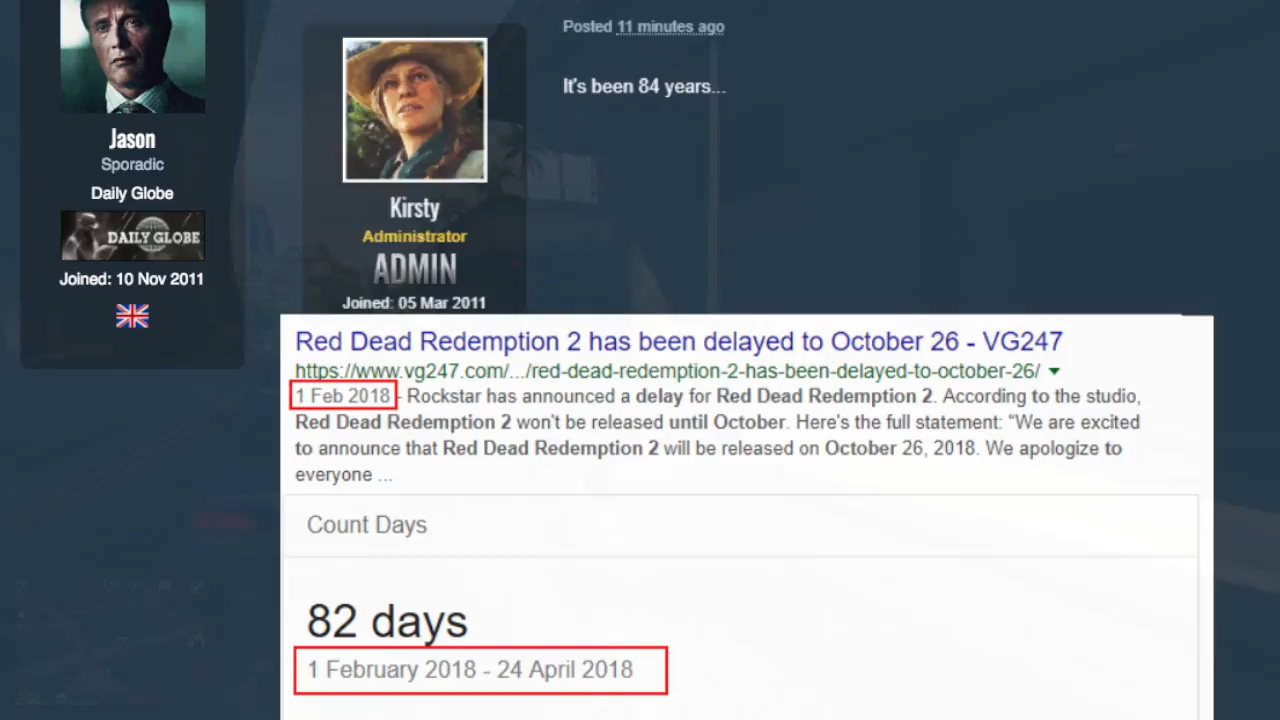 Jason
Sporadic
Daily Globe
DAILY GLOBE
Joined: 10 Nov 2011
Kirsty
Administrator
ADMIN
Joined: 05 Mar 2011
Posted 11 minutes ago
It's been 84 years...
Red Dead Redemption 2 has been delayed to October 26 - VG247
https://www.vg247.com/.../red-dead-redemption-2-has-been-delayed-to-october-26/
1 Feb 2018 - Rockstar has announced a delay for Red Dead Redemption 2. According to the studio,
Red Dead Redemption 2 won't be released until October. Here's the full statement: “We are excited
to announce that Red Dead Redemption 2 will be released on October 26, 2018. We apologize to
everyone ...
Count Days
82 days
1 February 2018 - 24 April 2018